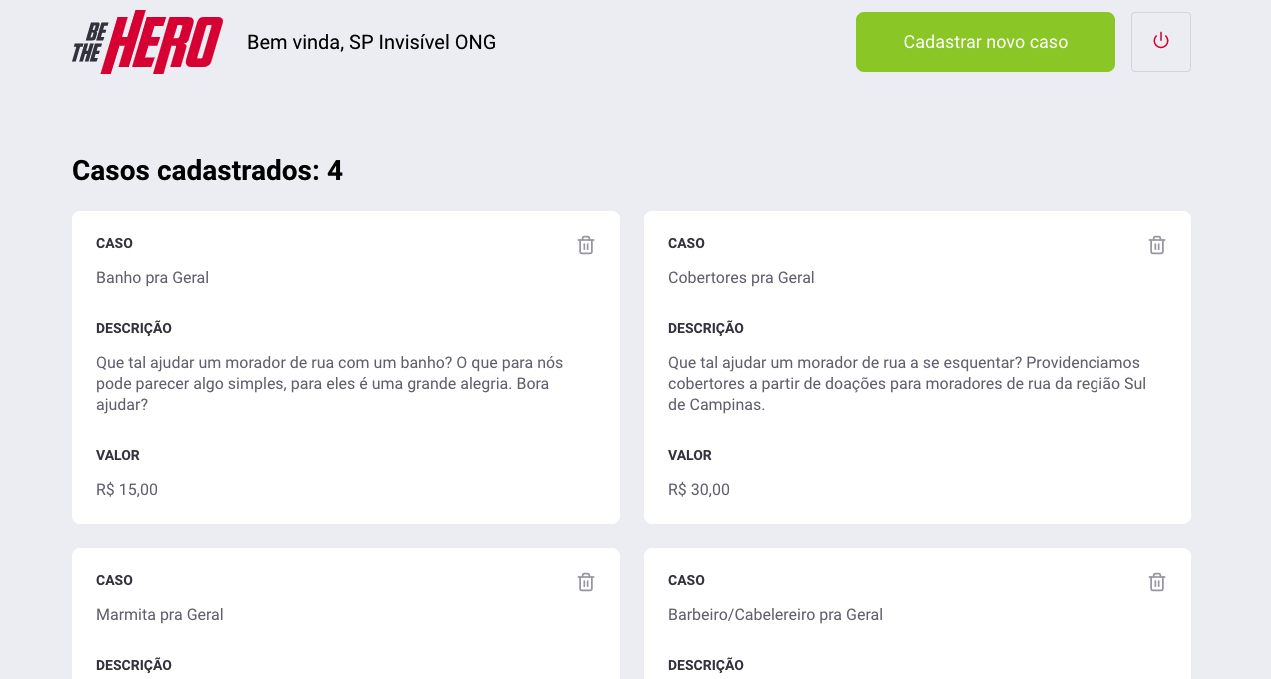 BE THE HERO
Bem vinda, SP Invisível ONG
Cadastrar novo caso
Casos cadastrados: 4
CASO
Banho pra Geral
DESCRIÇÃO
Que tal ajudar um morador de rua com um banho? O que para nós
pode parecer algo simples, para eles é uma grande alegria. Bora
ajudar?
VALOR
R$ 15,00
CASO
Cobertores pra Geral
DESCRIÇÃO
Que tal ajudar um morador de rua a se esquentar? Providenciamos
cobertores a partir de doações para moradores de rua da região Sul
de Campinas.
VALOR
R$ 30,00
CASO
Marmita pra Geral
DESCRIÇÃO
CASO
Barbeiro/Cabelereiro pra Geral
DESCRIÇÃO